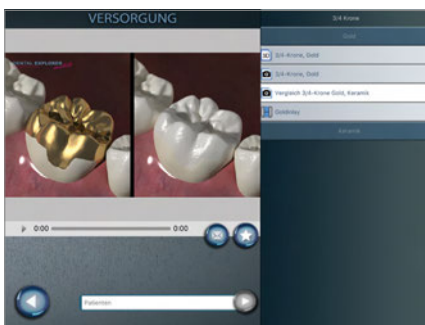 VERSORGUNG
DENTAL EXPLORER
0:00
0:00
Patienten
3/4 Krone
Gold
3/4-Krone, Gold
3/4-Krone, Gold
Vergleich 3/4-Krone Gold, Keramik
Goldinlay
Keramik